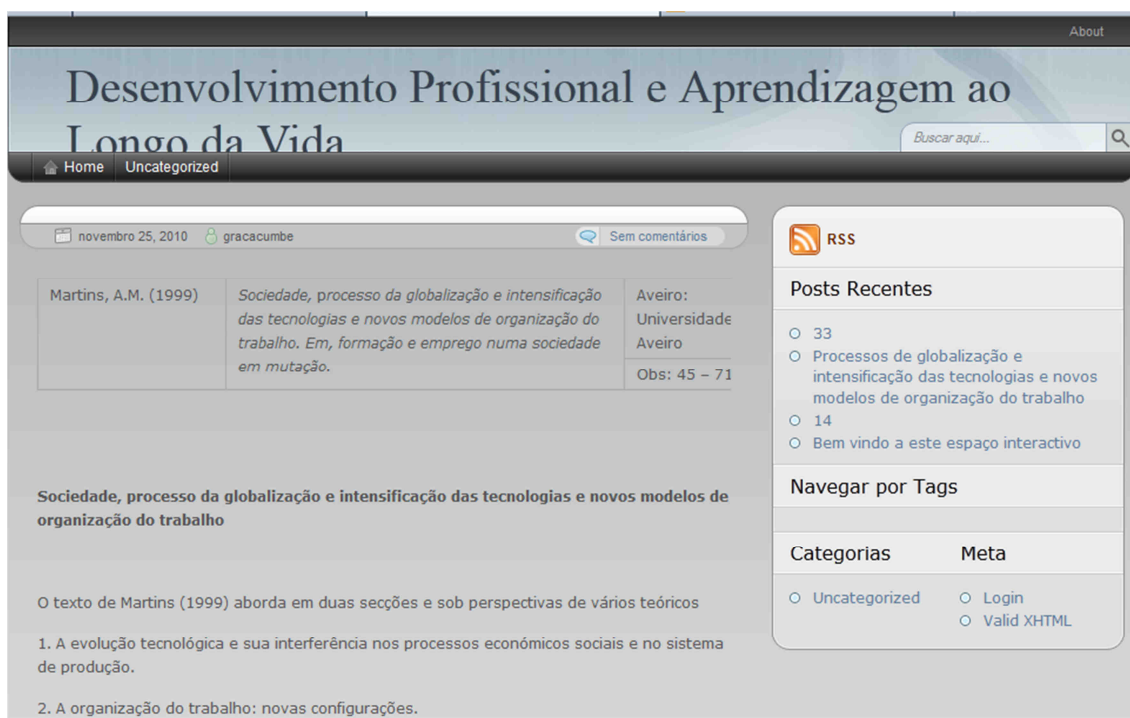 About
Desenvolvimento Profissional e Aprendizagem ao
Longo da Vida
Buscar aqui...
Home Uncategorized
novembro 25, 2010 gracacumbe Sem comentários
Martins, A.M. (1999)
Sociedade, processo da globalização e intensificação
das tecnologias e novos modelos de organização do
trabalho. Em, formação e emprego numa sociedade
em mutação.
Aveiro:
Universidade
Aveiro
Obs: 45 – 71
Sociedade, processo da globalização e intensificação das tecnologias e novos modelos de
organização do trabalho
O texto de Martins (1999) aborda em duas secções e sob perspectivas de vários teóricos
1. A evolução tecnológica e sua interferência nos processos económicos sociais e no sistema
de produção.
2. A organização do trabalho: novas configurações.
RSS
Posts Recentes
33
Processos de globalização e
intensificação das tecnologias e novos
modelos de organização do trabalho
14
Bem vindo a este espaço interactivo
Navegar por Tags
Categorias
Uncategorized
Meta
Login
Valid XHTML